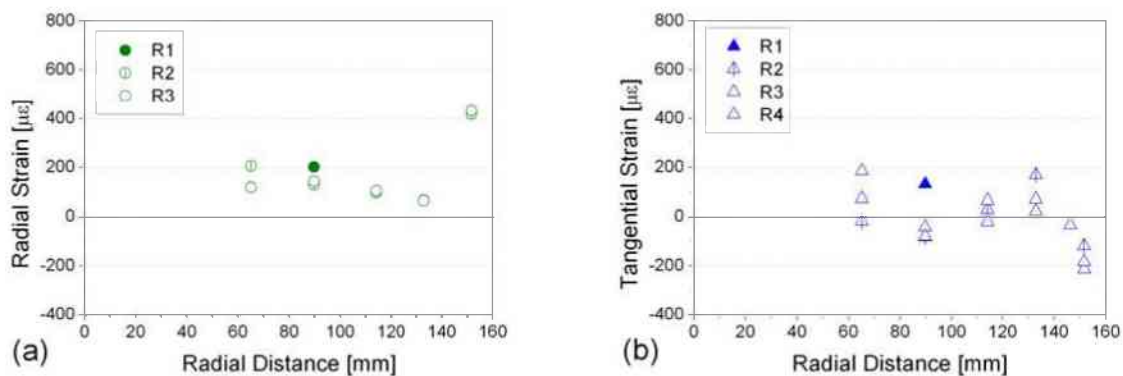 800
600
400
200
0
-200
-400
Radial Strain [με]
R1
R2
R3
0 20 40 60 80 100 120 140 160
Radial Distance [mm]
(a)
800
600
400
200
0
-200
-400
Tangential Strain [με]
R1
R2
R3
R4
0 20 40 60 80 100 120 140 160
Radial Distance [mm]
(b)